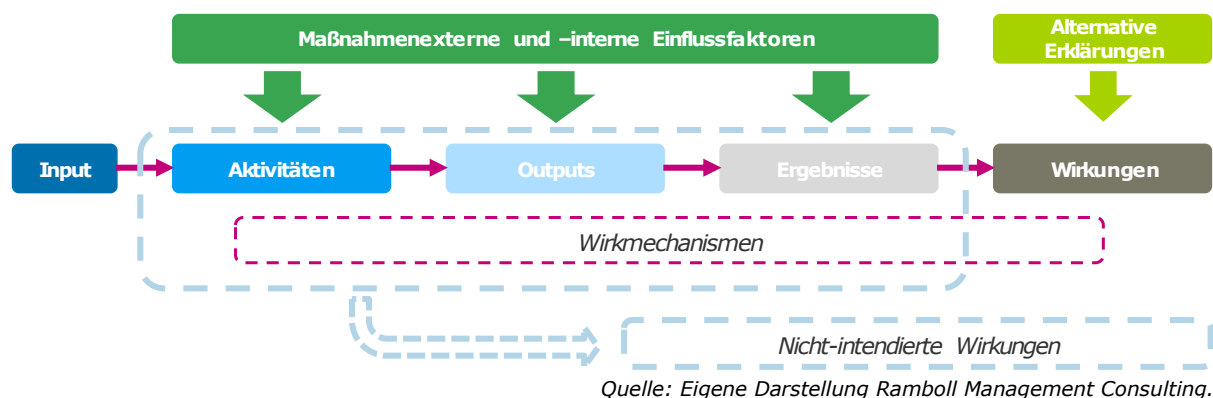 Maßnahmenexterne und –interne Einflussfaktoren
Alternative
Erklärungen
Input
Aktivitäten
Outputs
Ergebnisse
Wirkungen
Wirkmechanismen
Nicht-intendierte Wirkungen
Quelle: Eigene Darstellung Ramboll Management Consulting.